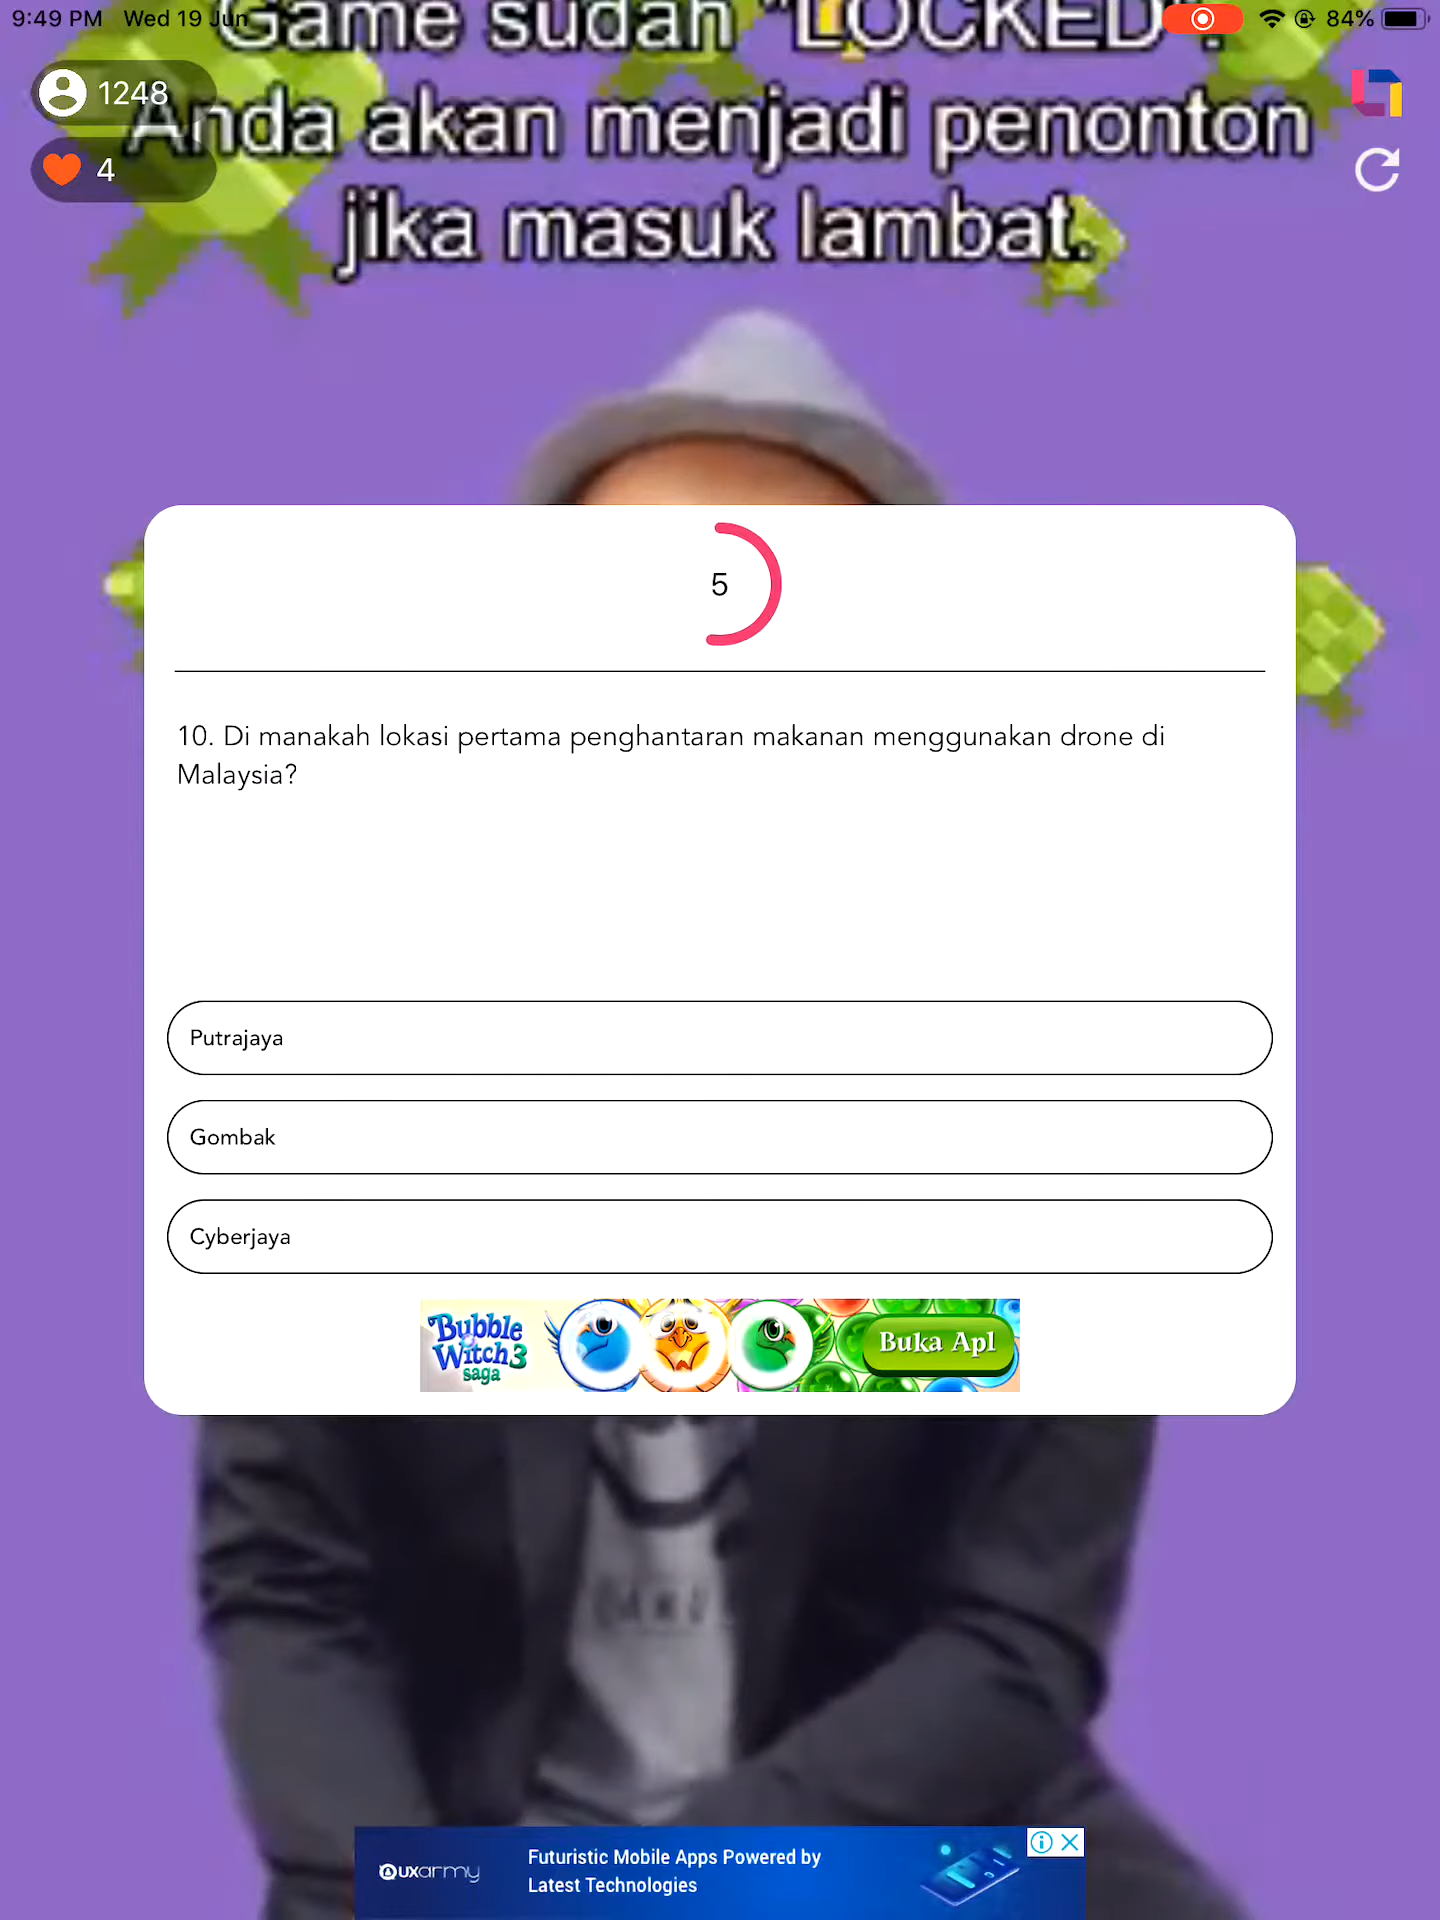 9:49 PM Wed 19 Jun
84%
Game sudah "LOCKED".
1248
Anda akan menjadi penonton
4
jika masuk lambat.
5
10. Di manakah lokasi pertama penghantaran makanan menggunakan drone di
Malaysia?
Putrajaya
Gombak
Cyberjaya
Bubble
Witch 3
saga
Buka Apl
UXarmy
Futuristic Mobile Apps Powered by
Latest Technologies